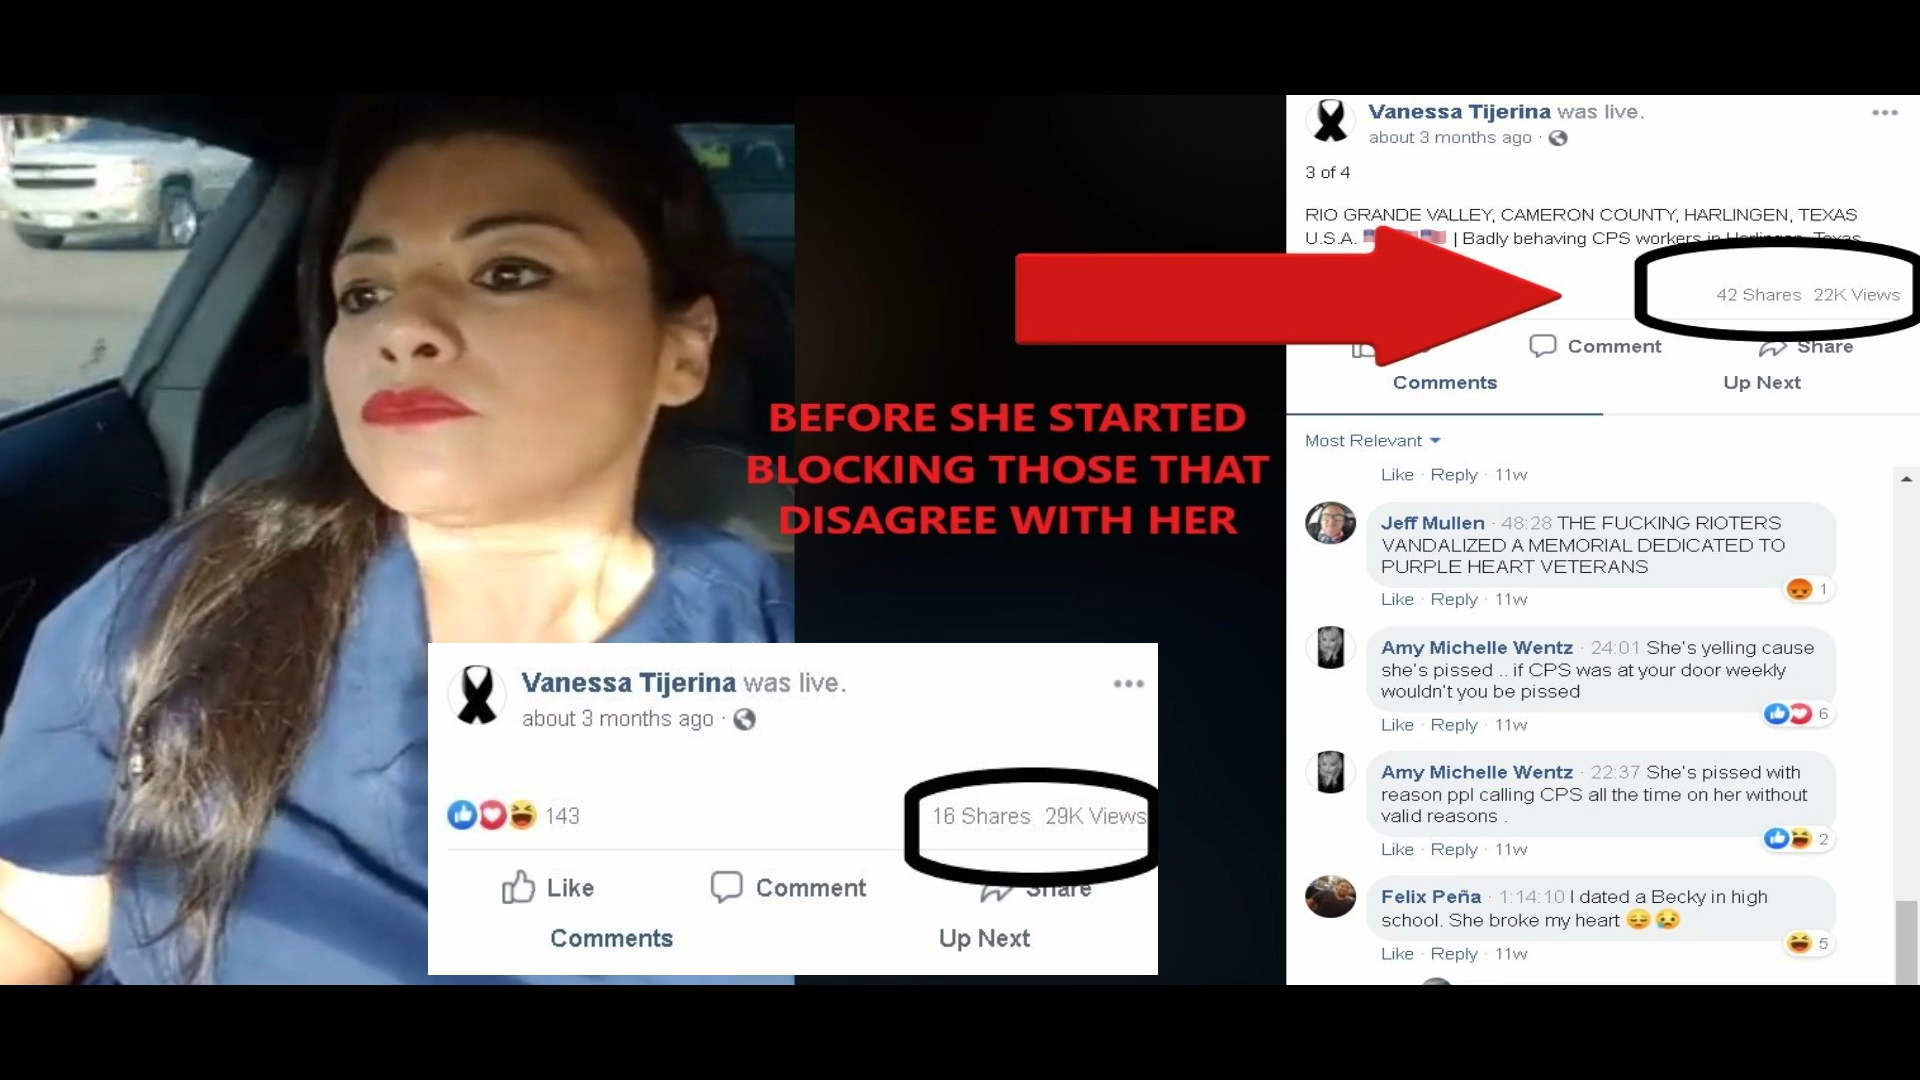 BEFORE SHE STARTED
BLOCKING THOSE THAT
DISAGREE WITH HER
Vanessa Tijerina was live.
about 3 months ago ·
143
16 Shares 29K Views
Like Comment Share
Comments Up Next
Vanessa Tijerina was live.
about 3 months ago ·
3 of 4
RIO GRANDE VALLEY, CAMERON COUNTY, HARLINGEN, TEXAS
U.S.A. | Badly behaving CPS workers in Harlingen, Texas
42 Shares 22K Views
Comment Share
Comments Up Next
Most Relevant
Like · Reply · 11w
Jeff Mullen · 48:28 THE FUCKING RIOTERS
VANDALIZED A MEMORIAL DEDICATED TO
PURPLE HEART VETERANS
1
Like · Reply · 11w
Amy Michelle Wentz · 24:01 She's yelling cause
she's pissed .. if CPS was at your door weekly
wouldn't you be pissed
6
Like · Reply · 11w
Amy Michelle Wentz · 22:37 She's pissed with
reason ppl calling CPS all the time on her without
valid reasons .
2
Like · Reply · 11w
Felix Peña · 1:14:10 I dated a Becky in high
school. She broke my heart 😔 😥
5
Like · Reply · 11w